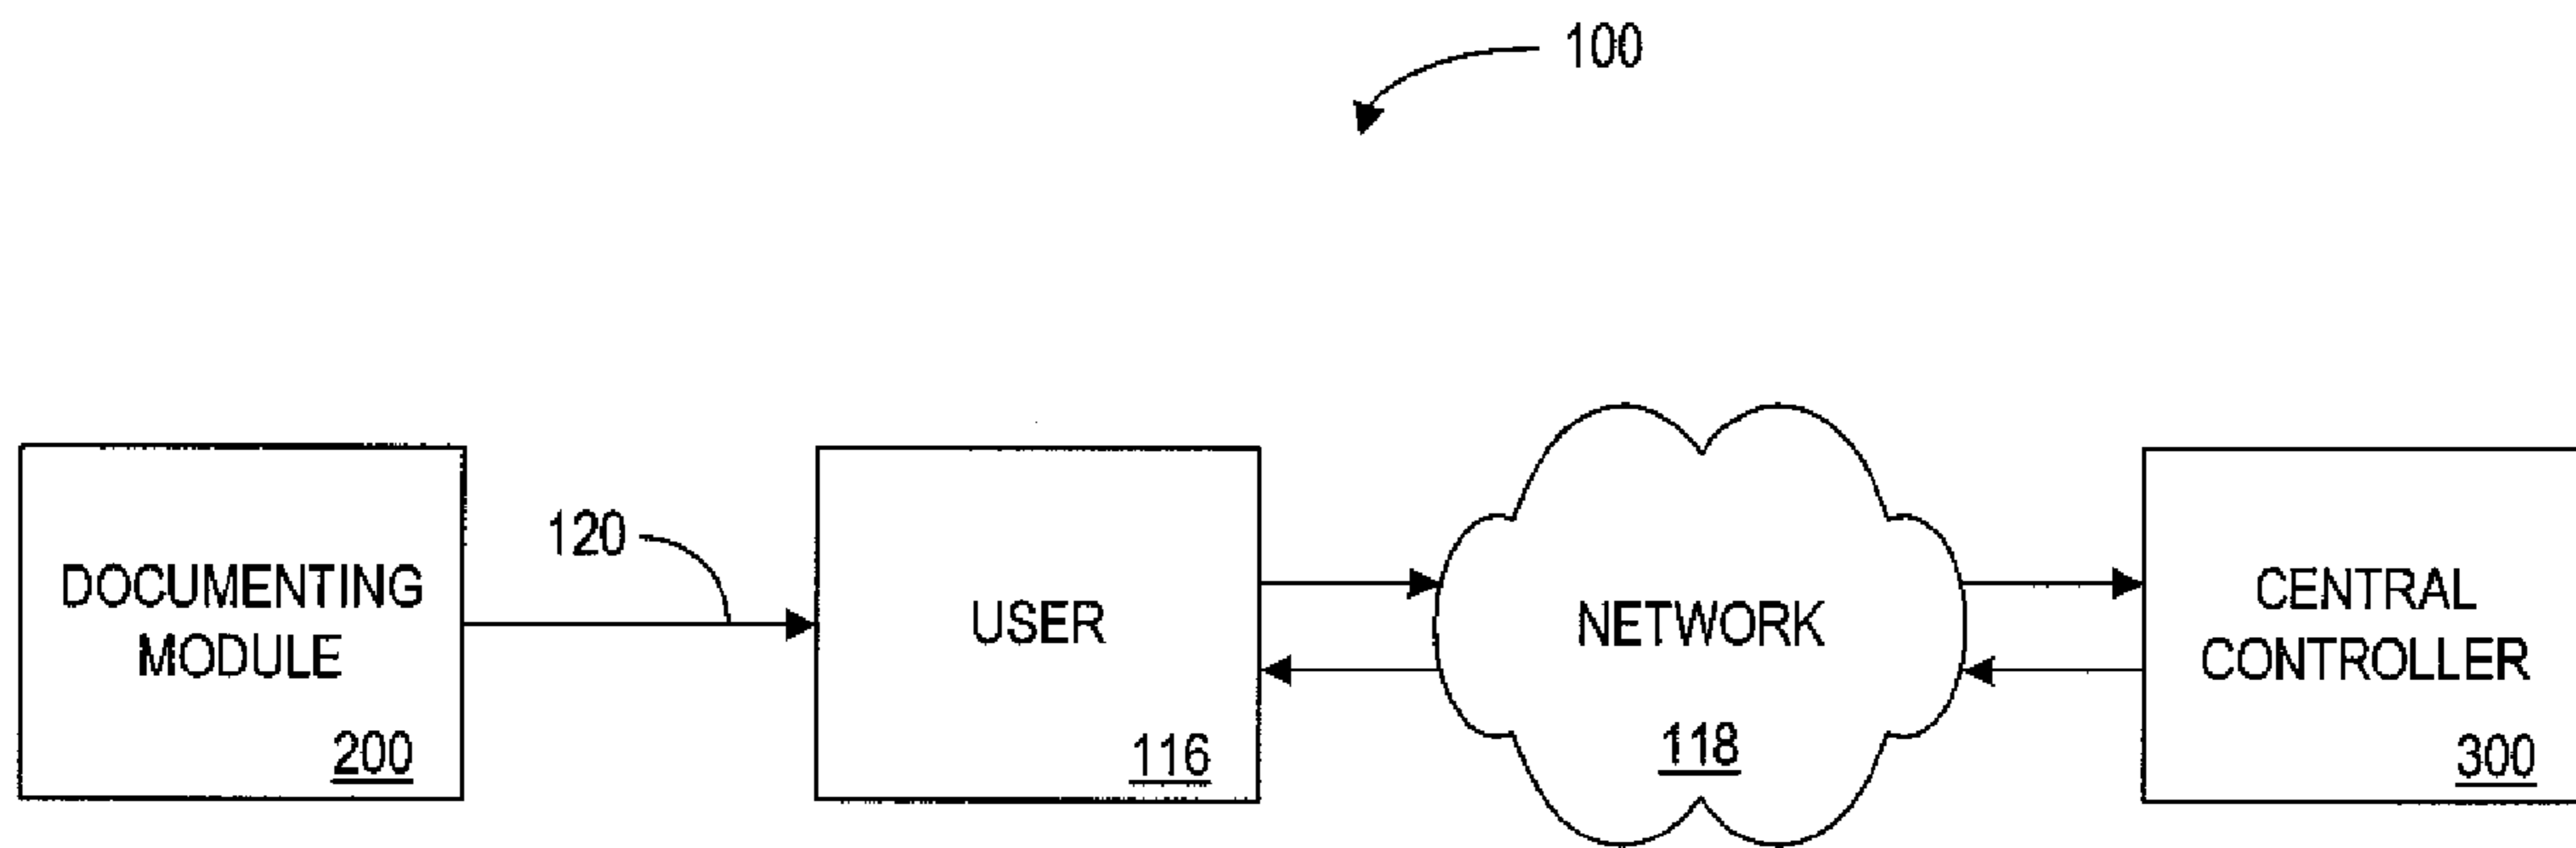 100
120
DOCUMENTING
MODULE
200
USER
116
NETWORK
118
CENTRAL
CONTROLLER
300